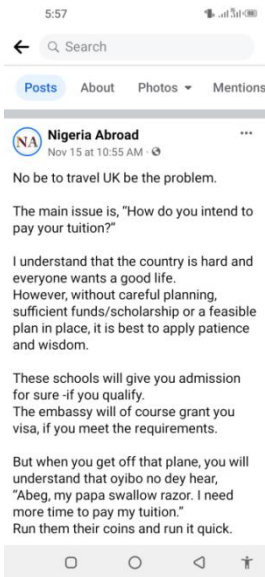 5:57
Search
Posts About Photos Mentions
NA
Nigeria Abroad
Nov 15 at 10:55 AM ·
No be to travel UK be the problem.
The main issue is, “How do you intend to
pay your tuition?”
I understand that the country is hard and
everyone wants a good life.
However, without careful planning,
sufficient funds/scholarship or a feasible
plan in place, it is best to apply patience
and wisdom.
These schools will give you admission
for sure -if you qualify.
The embassy will of course grant you
visa, if you meet the requirements.
But when you get off that plane, you will
understand that oyibo no dey hear,
“Abeg, my papa swallow razor. I need
more time to pay my tuition.”
Run them their coins and run it quick.